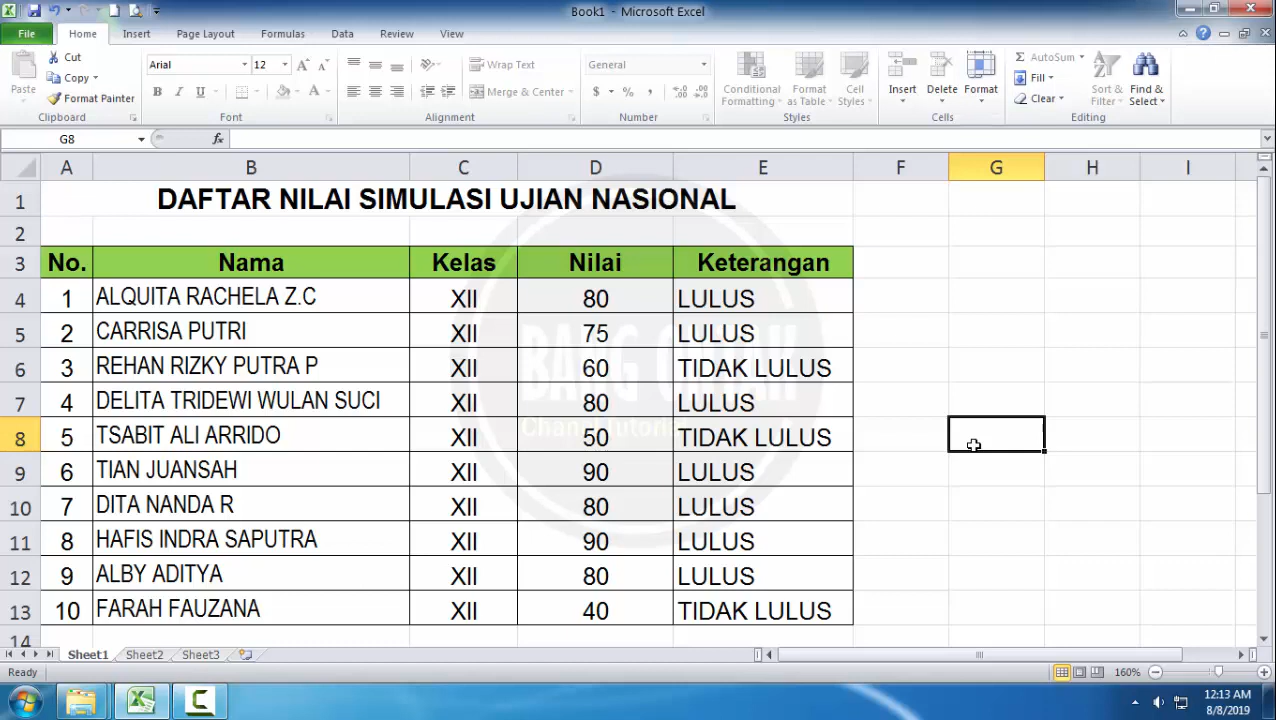 Book1 - Microsoft Excel
File Home Insert Page Layout Formulas Data Review View
Paste
Cut
Copy
Format Painter
Clipboard
Arial 12
B I U
Font
Wrap Text
Merge & Center
Alignment
General
$ % ,
Number
Conditional Formatting
Format as Table
Cell Styles
Styles
Insert Delete Format
Cells
AutoSum
Fill
Clear
Sort & Filter
Find & Select
Editing
G8 fx
A B C D E F G H I
1 DAFTAR NILAI SIMULASI UJIAN NASIONAL
2
3 No. Nama Kelas Nilai Keterangan
4 1 ALQUITA RACHELA Z.C XII 80 LULUS
5 2 CARRISA PUTRI XII 75 LULUS
6 3 REHAN RIZKY PUTRA P XII 60 TIDAK LULUS
7 4 DELITA TRIDEWI WULAN SUCI XII 80 LULUS
8 5 TSABIT ALI ARRIDO XII 50 TIDAK LULUS
9 6 TIAN JUANSAH XII 90 LULUS
10 7 DITA NANDA R XII 80 LULUS
11 8 HAFIS INDRA SAPUTRA XII 90 LULUS
12 9 ALBY ADITYA XII 80 LULUS
13 10 FARAH FAUZANA XII 40 TIDAK LULUS
14
Sheet1 Sheet2 Sheet3
Ready 160%
12:13 AM
8/8/2019